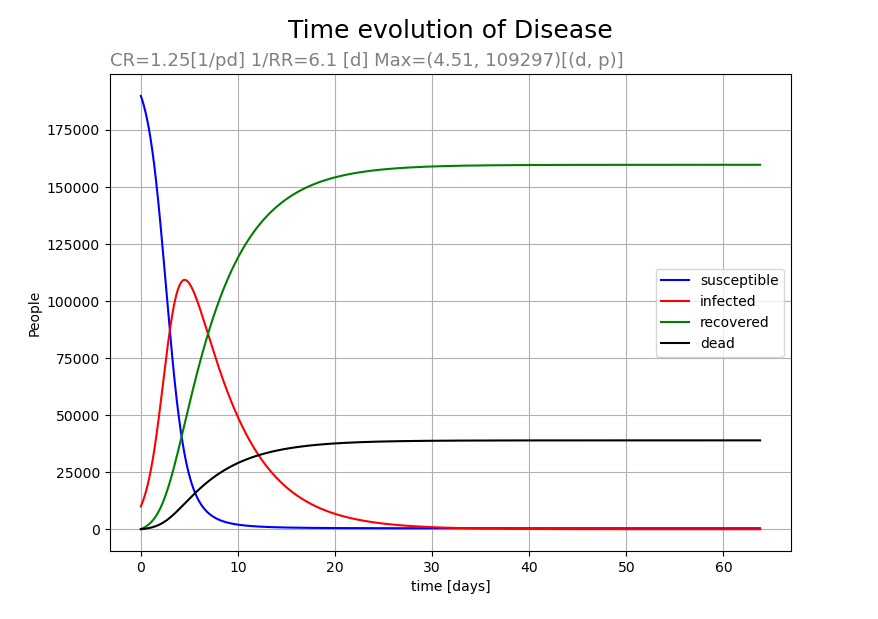 Time evolution of Disease
CR=1.25[1/pd] 1/RR=6.1 [d] Max=(4.51, 109297)[(d, p)]
175000
150000
125000
100000
75000
50000
25000
0
People
susceptible
infected
recovered
dead
0 10 20 30 40 50 60
time [days]